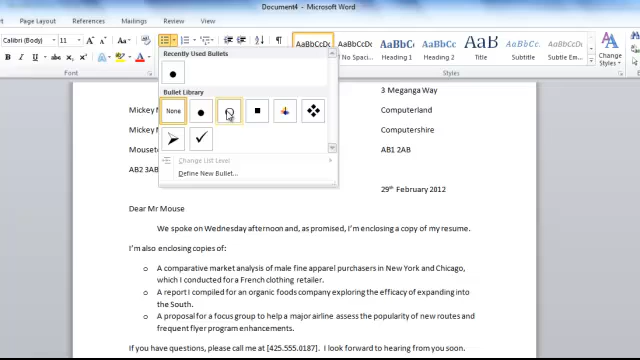 Document4 - Microsoft Word
Page Layout References Mailings Review View
Calibri (Body) 11 A A Aa
AaBbCcDc AaBbCcDc AaBbC AaBbCc AaB AaBbCc. AaBbCcDc
No Spaci... Heading 1 Heading 2 Title Subtitle Subtle Em...
Change
Styles
Font Styles
Recently Used Bullets
Bullet Library
None
Change List Level
Define New Bullet...
3 Meganga Way
Mickey Computerland
Mickey Computershire
AB1 2AB
AB2 3AB
29th February 2012
Dear Mr Mouse
We spoke on Wednesday afternoon and, as promised, I'm enclosing a copy of my resume.
I'm also enclosing copies of:
o A comparative market analysis of male fine apparel purchasers in New York and Chicago,
which I conducted for a French clothing retailer.
o A report I compiled for an organic foods company exploring the efficacy of expanding into
the South.
o A proposal for a focus group to help a major airline assess the popularity of new routes and
frequent flyer program enhancements.
If you have questions, please call me at [425.555.0187]. I look forward to hearing from you soon.